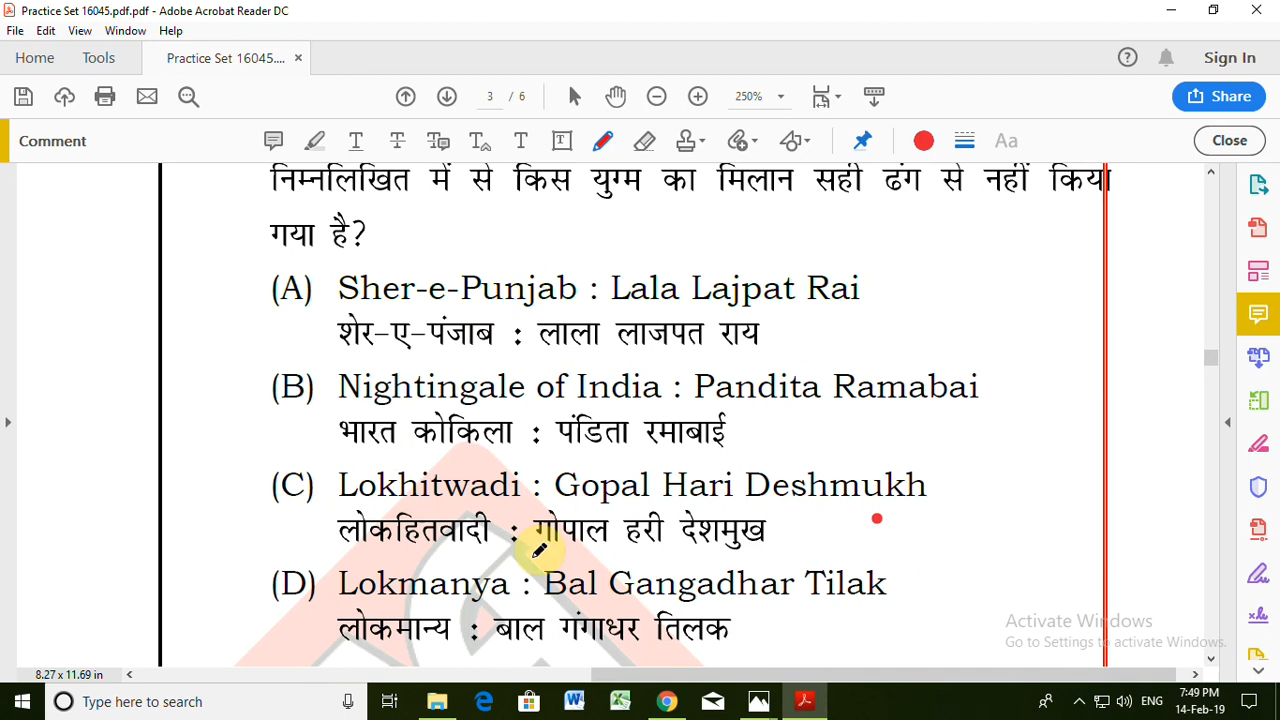 Practice Set 16045.pdf.pdf - Adobe Acrobat Reader DC
File Edit View Window Help
Home Tools Practice Set 16045.... × Sign In
3 / 6 250% Share
Comment Aa Close
निम्नलिखित में से किस युग्म का मिलान सही ढंग से नहीं किया
गया है?
(A) Sher-e-Punjab : Lala Lajpat Rai
शेर-ए-पंजाब : लाला लाजपत राय
(B) Nightingale of India : Pandita Ramabai
भारत कोकिला : पंडिता रमाबाई
(C) Lokhitwadi : Gopal Hari Deshmukh
लोकहितवादी : गोपाल हरी देशमुख
(D) Lokmanya : Bal Gangadhar Tilak
लोकमान्य : बाल गंगाधर तिलक
Activate Windows
Go to Settings to activate Windows.
8.27 x 11.69 in
Type here to search ENG 7:49 PM
14-Feb-19